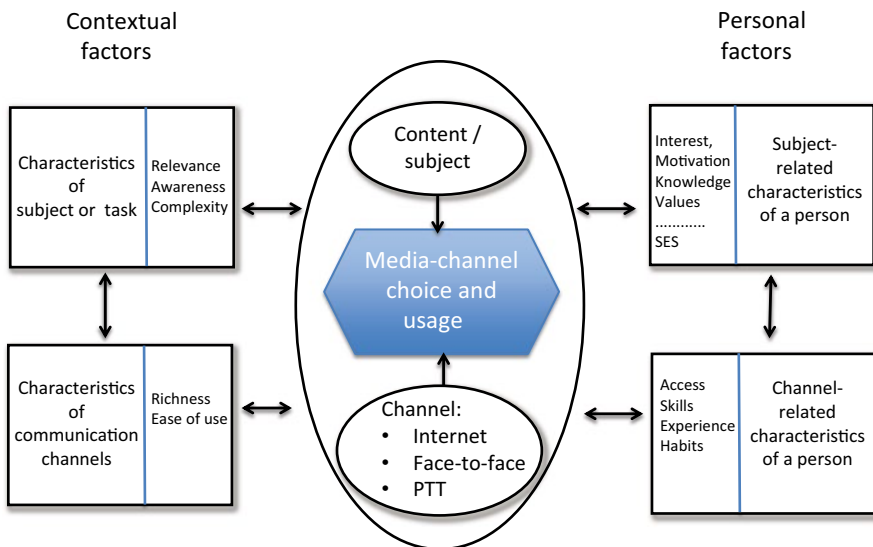 Contextual
factors
Personal
factors
Characteristics
of
subject or task
Relevance
Awareness
Complexity
Content /
subject
Interest,
Motivation
Knowledge
Values
............
SES
Subject-
related
characteristics
of a person
Media-channel
choice and
usage
Characteristics
of
communication
channels
Richness
Ease of use
Channel:
• Internet
• Face-to-face
• PTT
Access
Skills
Experience
Habits
Channel-
related
characteristics
of a person